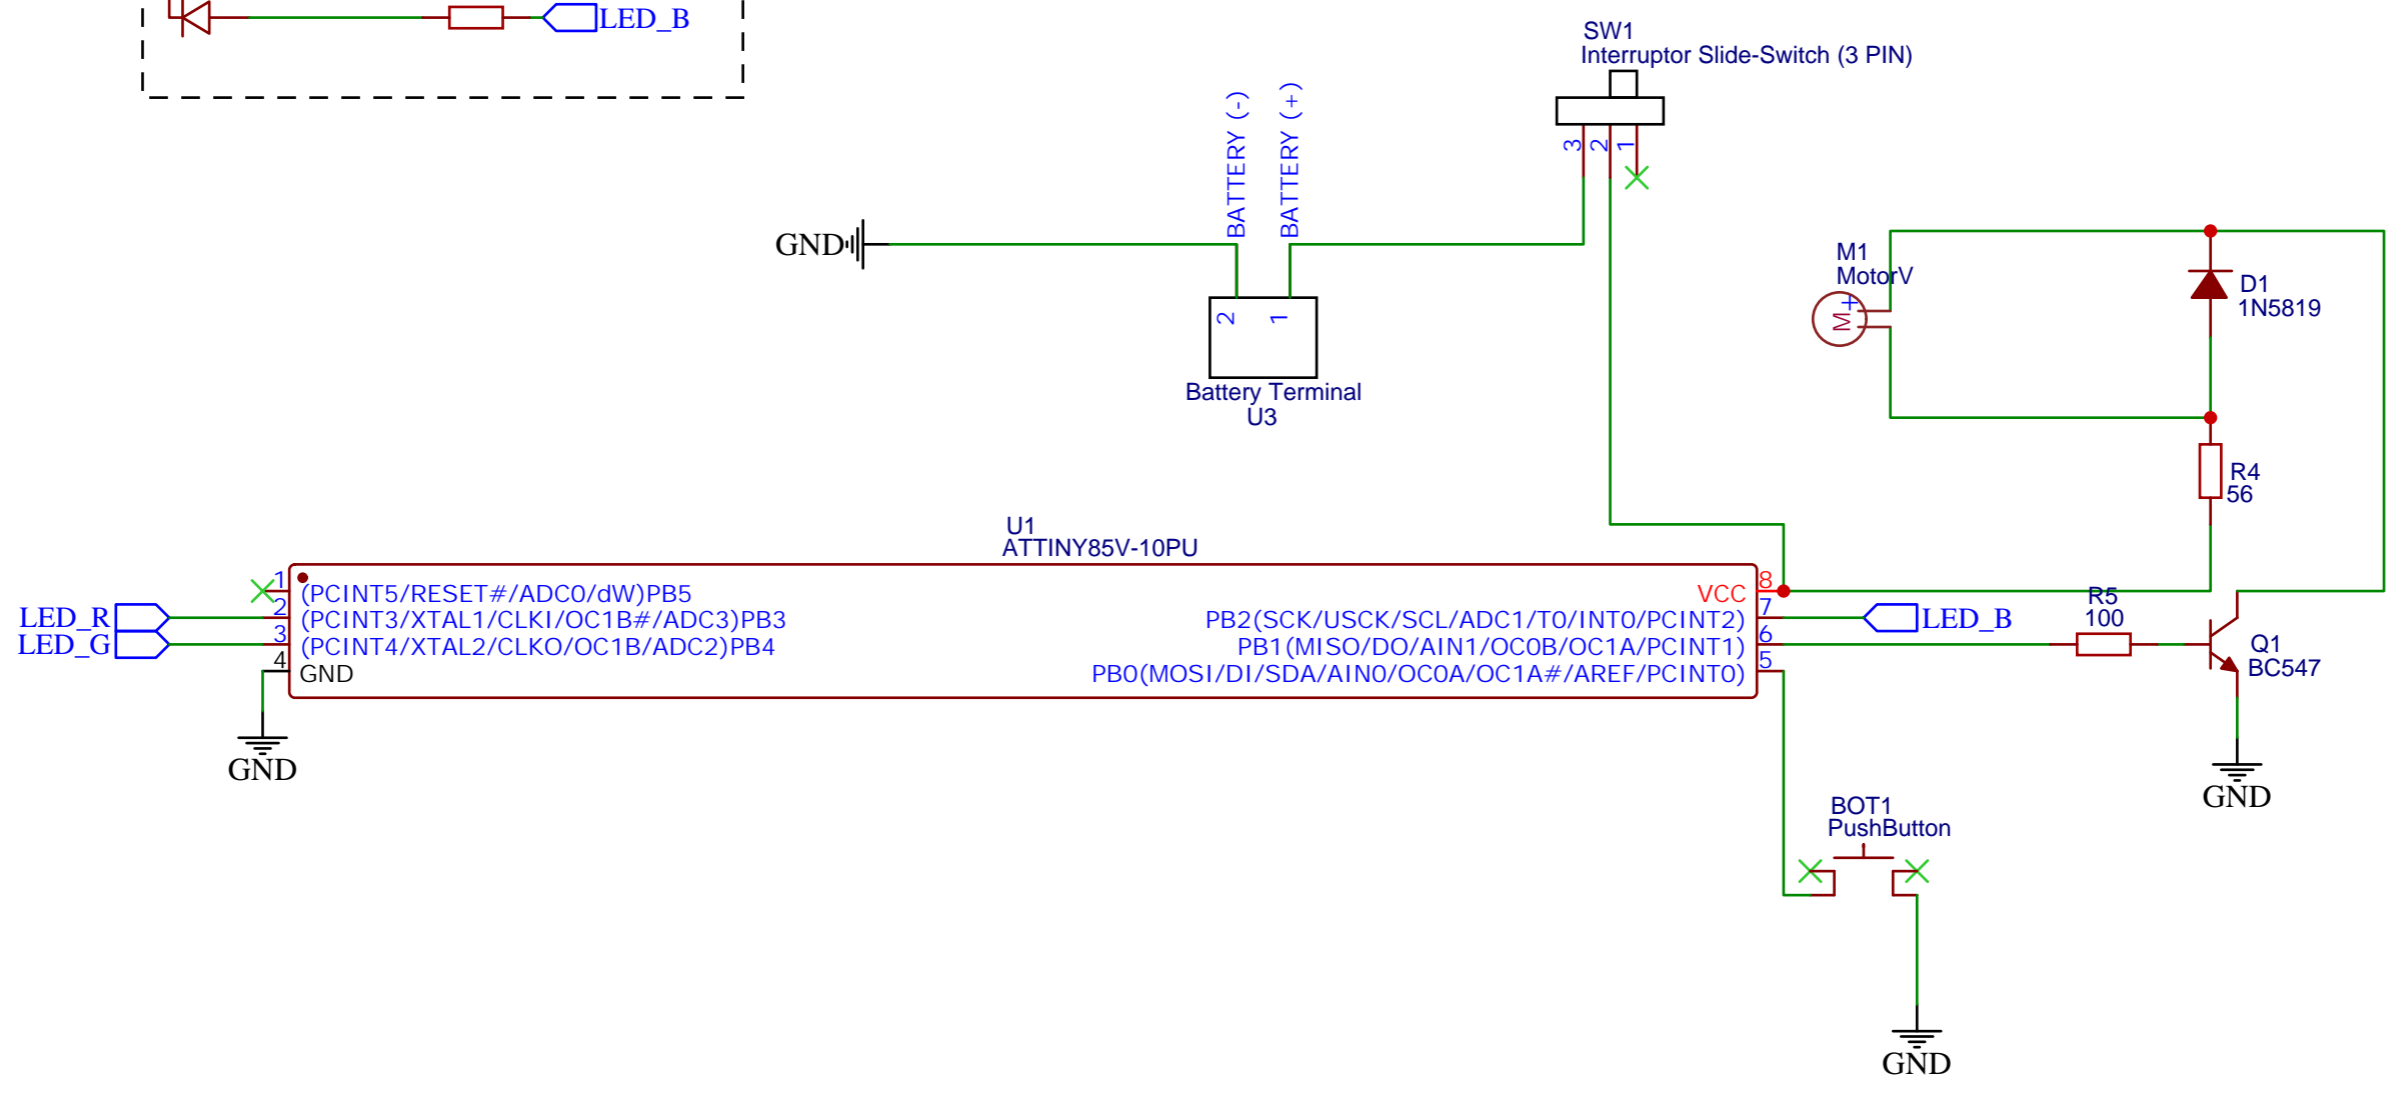 LED_B
SW1
Interruptor Slide-Switch (3 PIN)
3
2
1
BATTERY (-)
BATTERY (+)
GND
2
1
Battery Terminal
U3
M1
MotorV
M
+
D1
1N5819
R4
56
U1
ATTINY85V-10PU
1
(PCINT5/RESET#/ADC0/dW)PB5
LED_R
2
(PCINT3/XTAL1/CLKI/OC1B#/ADC3)PB3
LED_G
3
(PCINT4/XTAL2/CLKO/OC1B/ADC2)PB4
4
GND
GND
VCC
8
PB2(SCK/USCK/SCL/ADC1/T0/INT0/PCINT2)
7
LED_B
PB1(MISO/DO/AIN1/OC0B/OC1A/PCINT1)
6
PB0(MOSI/DI/SDA/AIN0/OC0A/OC1A#/AREF/PCINT0)
5
R5
100
Q1
BC547
GND
BOT1
PushButton
GND